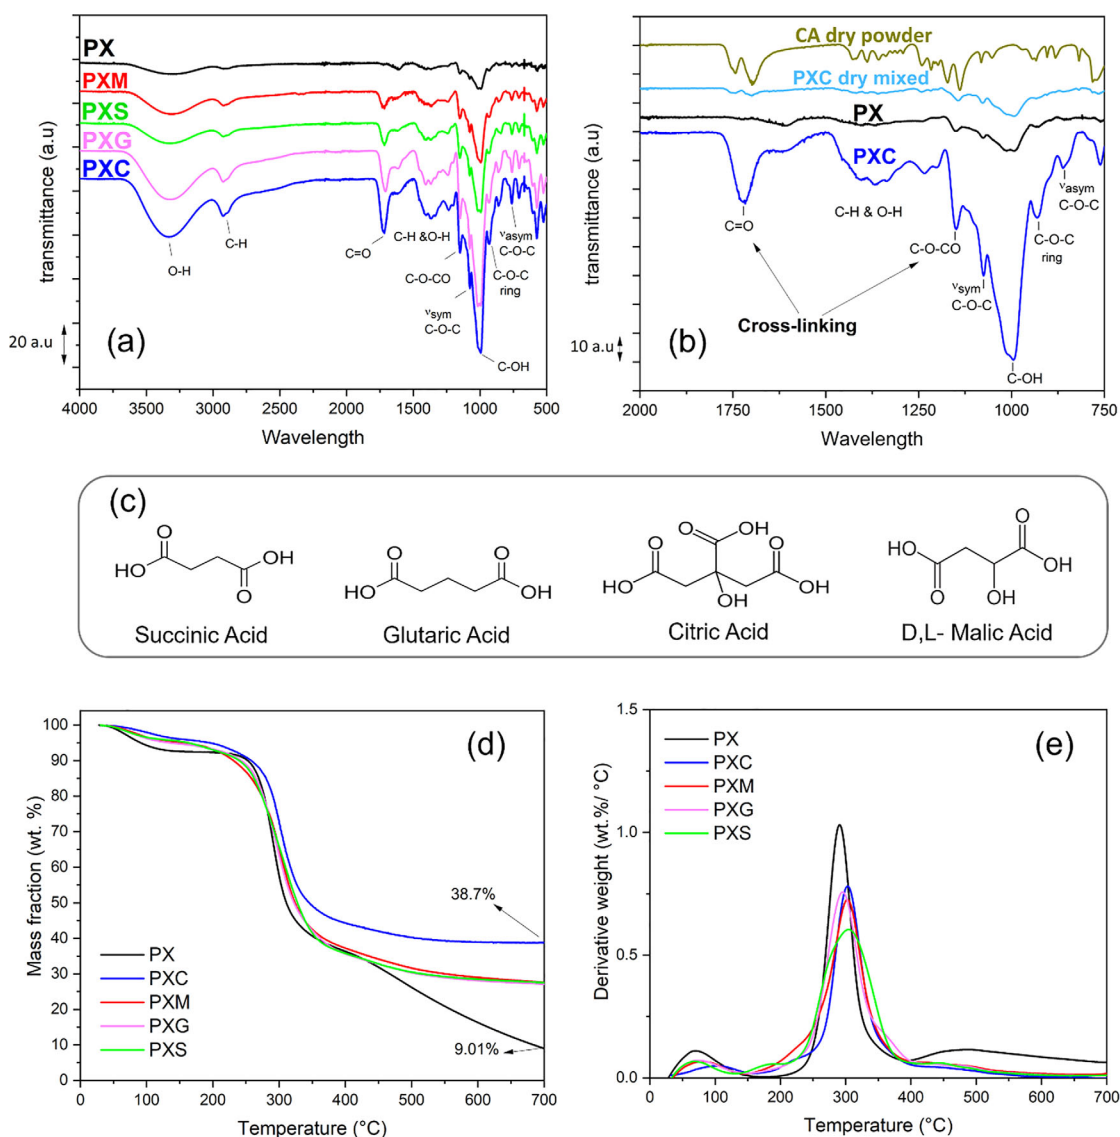 PX
PXM
PXS
PXG
PXC
transmittance (a.u)
20 a.u
(a)
O-H
C-H
C=O
C-H &O-H
C-O-CO
νsym
C-O-C
νasym
C-O-C
C-O-C
ring
C-OH
4000 3500 3000 2500 2000 1500 1000 500
Wavelength
CA dry powder
PXC dry mixed
PX
PXC
transmittance (a.u)
10 a.u
(b)
C=O
C-H & O-H
C-O-CO
Cross-linking
νsym
C-O-C
νasym
C-O-C
C-O-C
ring
C-OH
2000 1750 1500 1250 1000 750
Wavelength
(c)
O
OH
HO
O
Succinic Acid
O O
HO OH
Glutaric Acid
O OH
O O
HO OH
OH
Citric Acid
O
HO
OH
O OH
D,L- Malic Acid
(d)
Mass fraction (wt. %)
100
90
80
70
60
50
40
30
20
10
0
38.7%
9.01%
PX
PXC
PXM
PXG
PXS
0 100 200 300 400 500 600 700
Temperature (°C)
(e)
Derivative weight (wt.%/ °C)
1.5
1.0
0.5
0.0
PX
PXC
PXM
PXG
PXS
0 100 200 300 400 500 600 700
Temperature (°C)